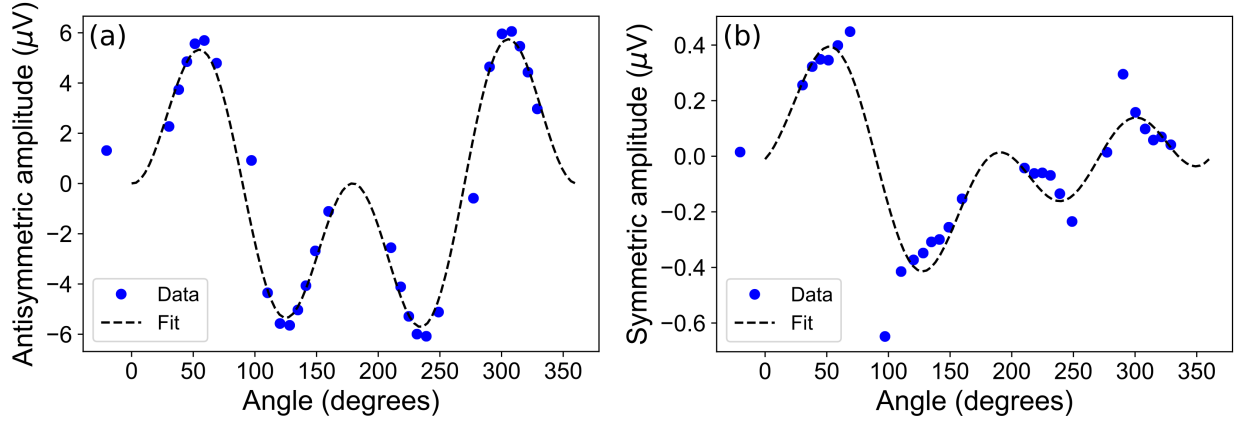 (a)
Antisymmetric amplitude (μV)
6
4
2
0
−2
−4
−6
Data
Fit
0 50 100 150 200 250 300 350
Angle (degrees)
(b)
Symmetric amplitude (μV)
0.4
0.2
0.0
−0.2
−0.4
−0.6
Data
Fit
0 50 100 150 200 250 300 350
Angle (degrees)